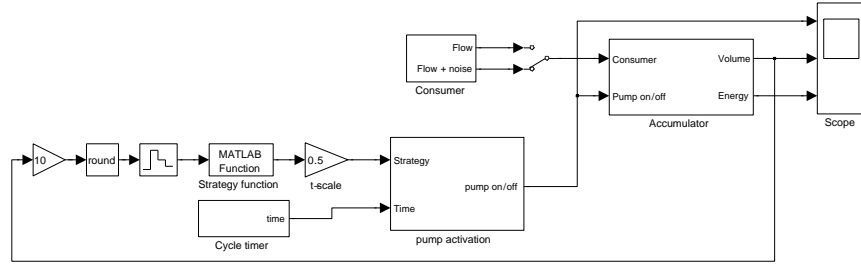 Flow
Flow + noise
Consumer
Consumer
Pump on/off
Volume
Energy
Accumulator
Scope
10
round
MATLAB
Function
Strategy function
0.5
t-scale
Strategy
Time
pump on/off
pump activation
time
Cycle timer